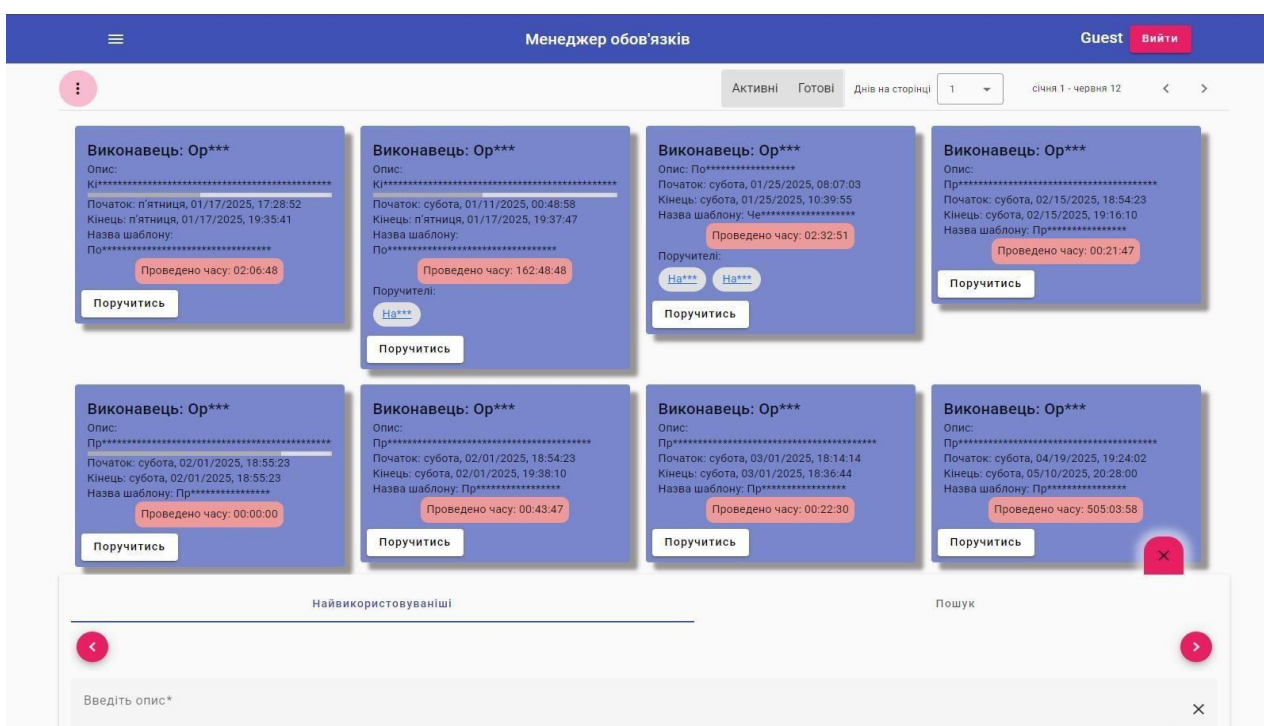 Менеджер обов'язків
Guest
Вийти
Активні Готові
Днів на сторінці
1
січня 1 - червня 12
Виконавець: Ор***
Опис:
Кі***********************************************
Початок: п'ятниця, 01/17/2025, 17:28:52
Кінець: п'ятниця, 01/17/2025, 19:35:41
Назва шаблону:
По**********************************
Проведено часу: 02:06:48
Поручитись
Виконавець: Ор***
Опис:
Кі***********************************************
Початок: субота, 01/11/2025, 00:48:58
Кінець: п'ятниця, 01/17/2025, 19:37:47
Назва шаблону:
По**********************************
Проведено часу: 162:48:48
Поручителі:
На***
Поручитись
Виконавець: Ор***
Опис: По******************
Початок: субота, 01/25/2025, 08:07:03
Кінець: субота, 01/25/2025, 10:39:55
Назва шаблону: Че*******************
Проведено часу: 02:32:51
Поручителі:
На*** На***
Поручитись
Виконавець: Ор***
Опис:
Пр****************************************
Початок: субота, 02/15/2025, 18:54:23
Кінець: субота, 02/15/2025, 19:16:10
Назва шаблону: Пр****************
Проведено часу: 00:21:47
Поручитись
Виконавець: Ор***
Опис:
Пр**********************************************
Початок: субота, 02/01/2025, 18:55:23
Кінець: субота, 02/01/2025, 18:55:23
Назва шаблону: Пр****************
Проведено часу: 00:00:00
Поручитись
Виконавець: Ор***
Опис:
Пр*****************************************
Початок: субота, 02/01/2025, 18:54:23
Кінець: субота, 02/01/2025, 19:38:10
Назва шаблону: Пр*****************
Проведено часу: 00:43:47
Поручитись
Виконавець: Ор***
Опис:
Пр*****************************************
Початок: субота, 03/01/2025, 18:14:14
Кінець: субота, 03/01/2025, 18:36:44
Назва шаблону: Пр*****************
Проведено часу: 00:22:30
Поручитись
Виконавець: Ор***
Опис:
Пр****************************************
Початок: субота, 04/19/2025, 19:24:02
Кінець: субота, 05/10/2025, 20:28:00
Назва шаблону: Пр****************
Проведено часу: 505:03:58
Поручитись
Найвикористовуваніші
Пошук
Введіть опис*